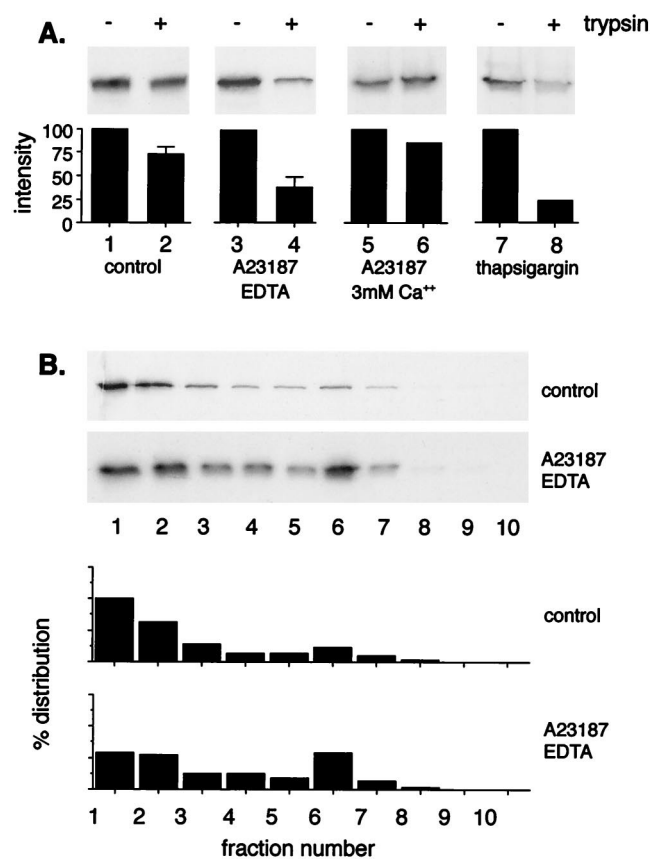 A.
- + - + - + - + trypsin
intensity
100
75
50
25
0
1 2 3 4 5 6 7 8
control A23187 A23187 thapsigargin
EDTA 3mM Ca++
B.
control
A23187
EDTA
1 2 3 4 5 6 7 8 9 10
% distribution
control
A23187
EDTA
1 2 3 4 5 6 7 8 9 10
fraction number